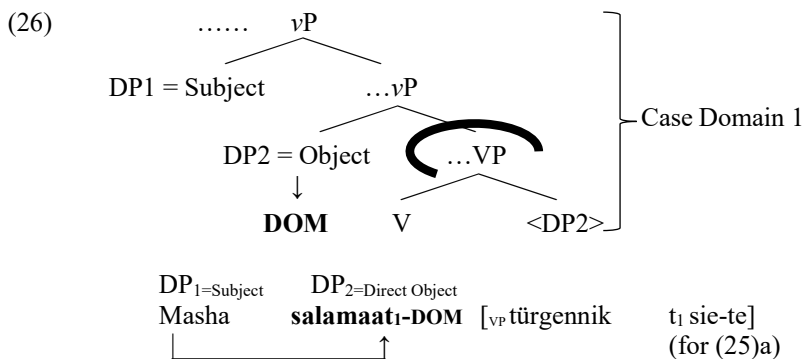 (26) …… vP
DP1 = Subject …vP
Case Domain 1
DP2 = Object …VP
↓
DOM V <DP2>
DP1=Subject DP2=Direct Object
Masha salamaat1-DOM [VP türgennik t1 sie-te]
(for (25)a)